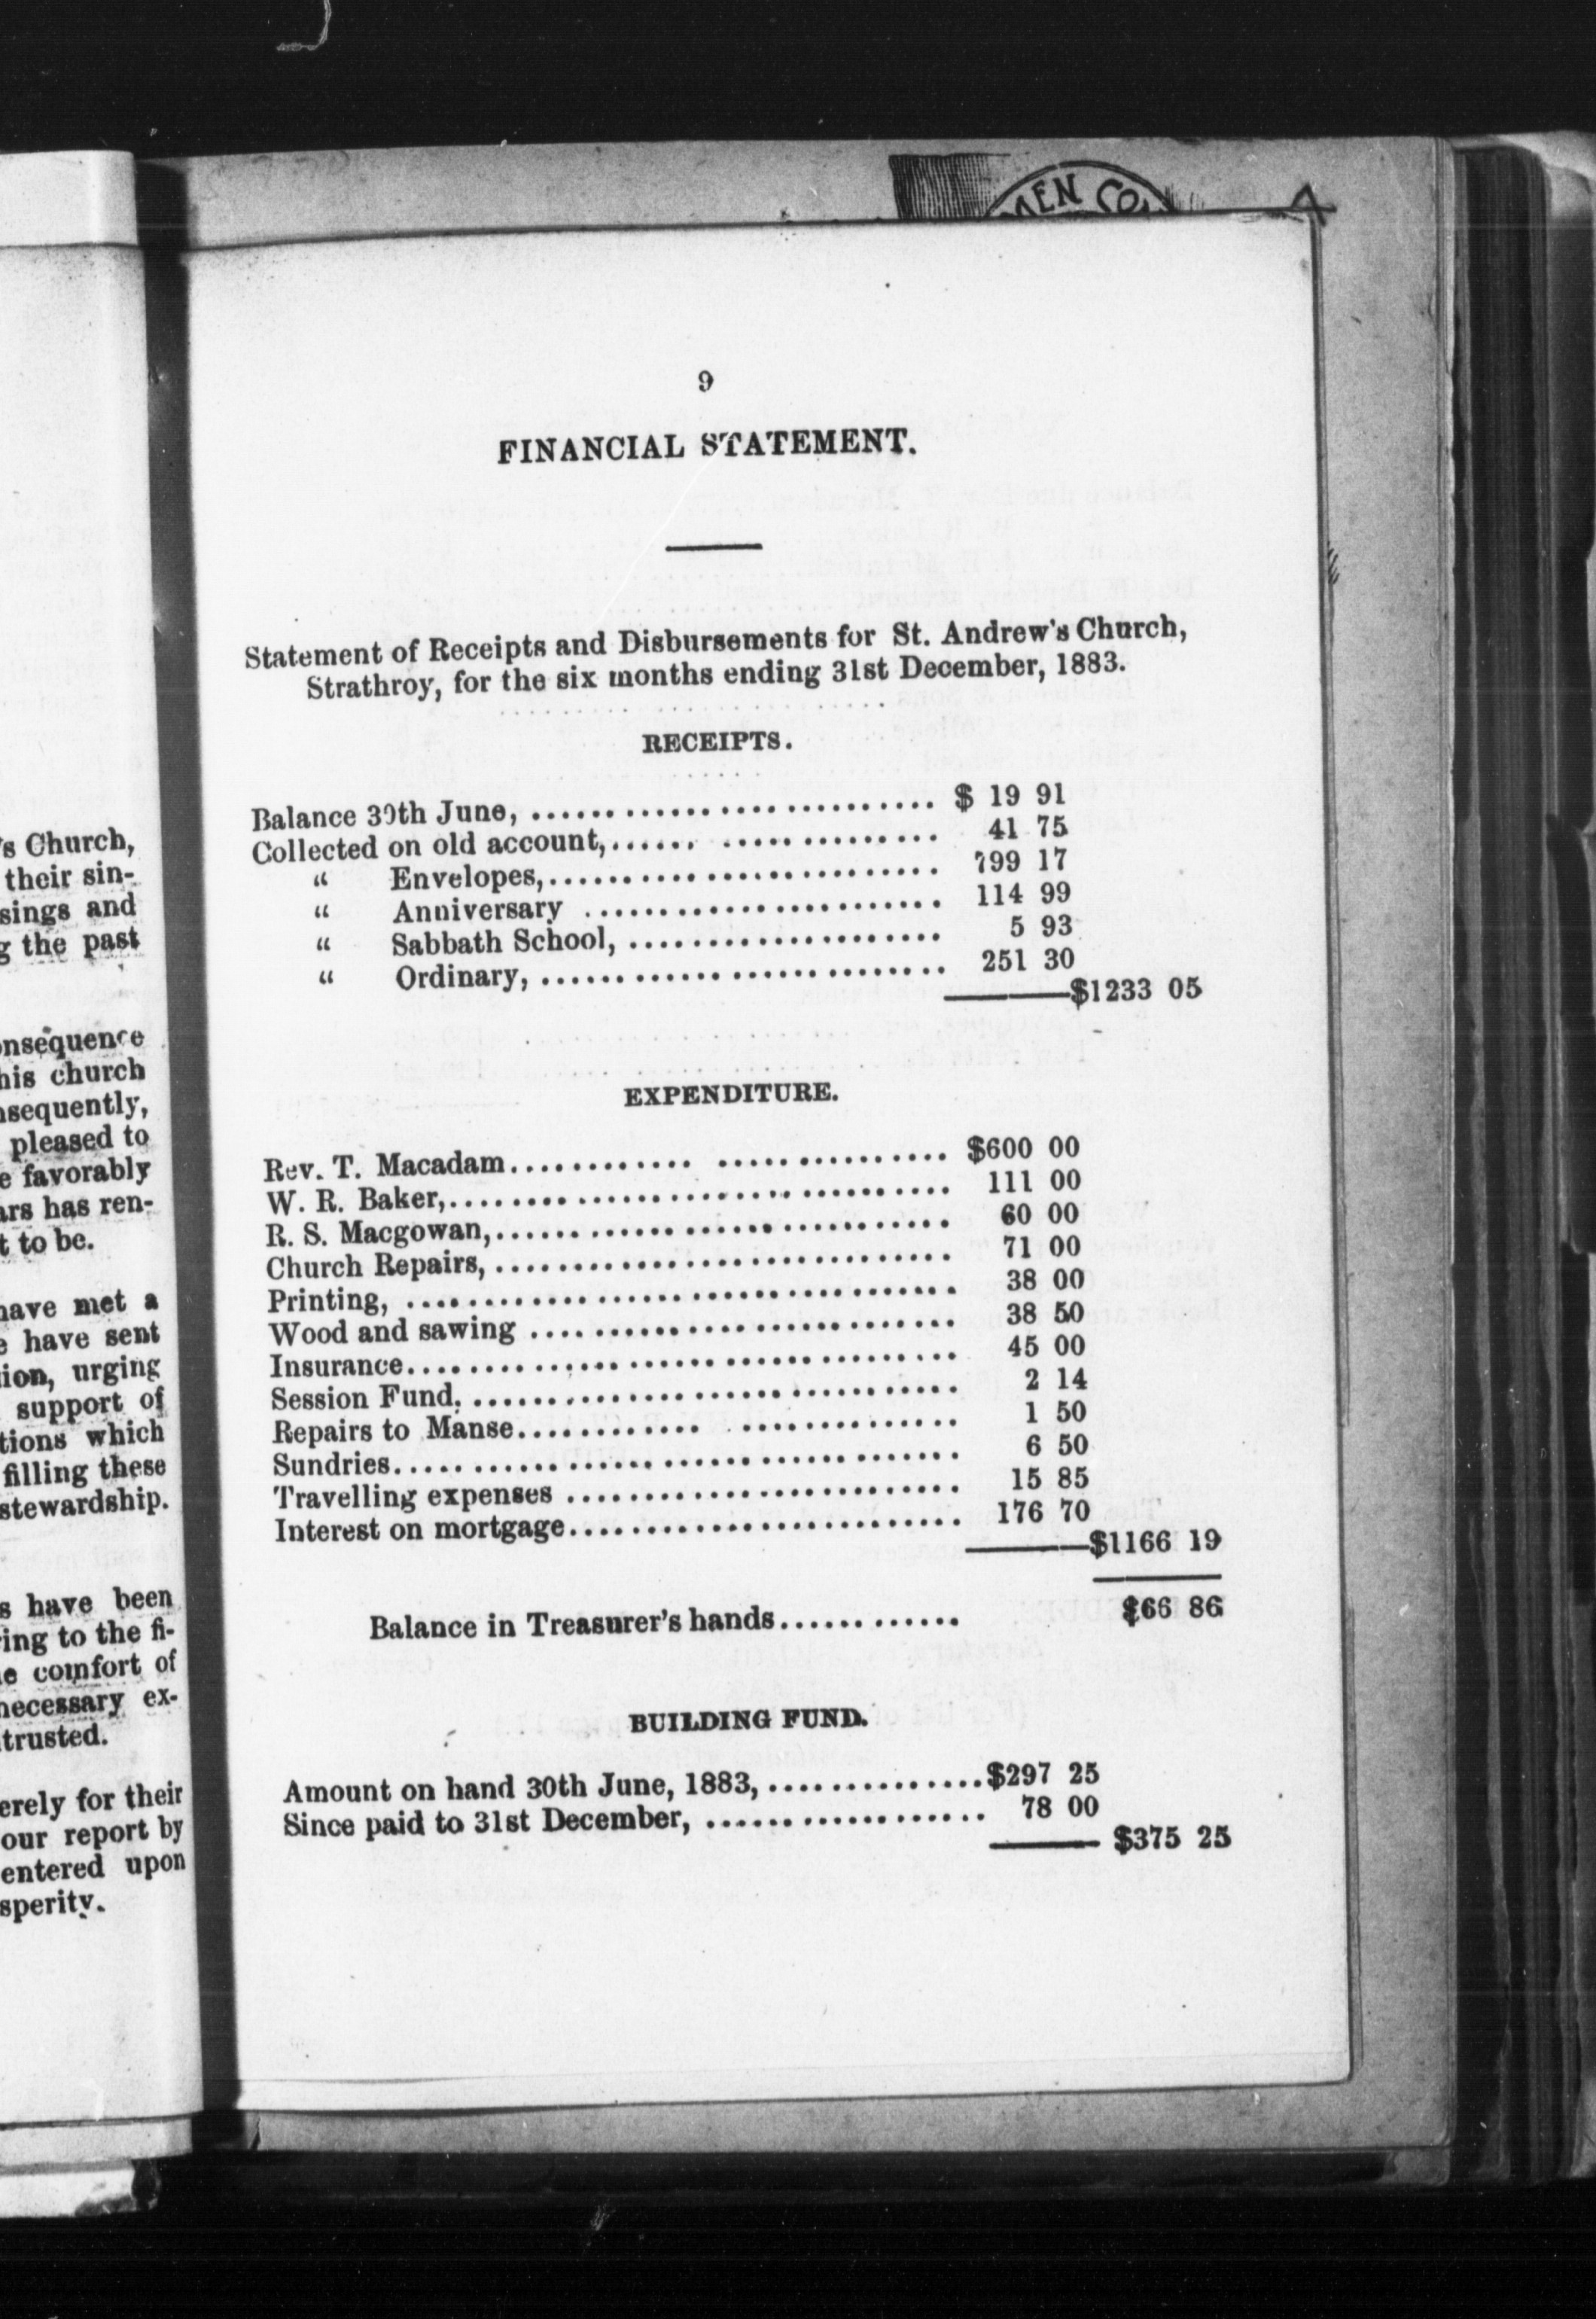 MEN CO
's Church,
their sin-
sings and
g the past
onsequence
his church
nsequently,
pleased to
e favorably
ars has ren-
t to be.
have met a
e have sent
tion, urging
support of
tions which
filling these
stewardship.
s have been
ring to the fi-
e comfort of
necessary ex-
trusted.
erely for their
our report by
entered upon
sperity.
9
FINANCIAL STATEMENT.
Statement of Receipts and Disbursements for St. Andrew's Church,
Strathroy, for the six months ending 31st December, 1883.
RECEIPTS.
Balance 30th June, .............................. $ 19 91
Collected on old account,...... .............. 41 75
“ Envelopes,............................ 799 17
“ Anniversary ........................ 114 99
“ Sabbath School, .................... 5 93
“ Ordinary, ........................... 251 30
$1233 05
EXPENDITURE.
Rev. T. Macadam............ ................ $600 00
W. R. Baker,.................................. 111 00
R. S. Macgowan,.............................. 60 00
Church Repairs, .............................. 71 00
Printing, .................................... 38 00
Wood and sawing ............................ 38 50
Insurance.................................... 45 00
Session Fund, ................................ 2 14
Repairs to Manse............ .............. 1 50
Sundries..................................... 6 50
Travelling expenses .......................... 15 85
Interest on mortgage.......................... 176 70
$1166 19
Balance in Treasurer's hands............ $66 86
BUILDING FUND.
Amount on hand 30th June, 1883, ...............$297 25
Since paid to 31st December, ................... 78 00
$375 25